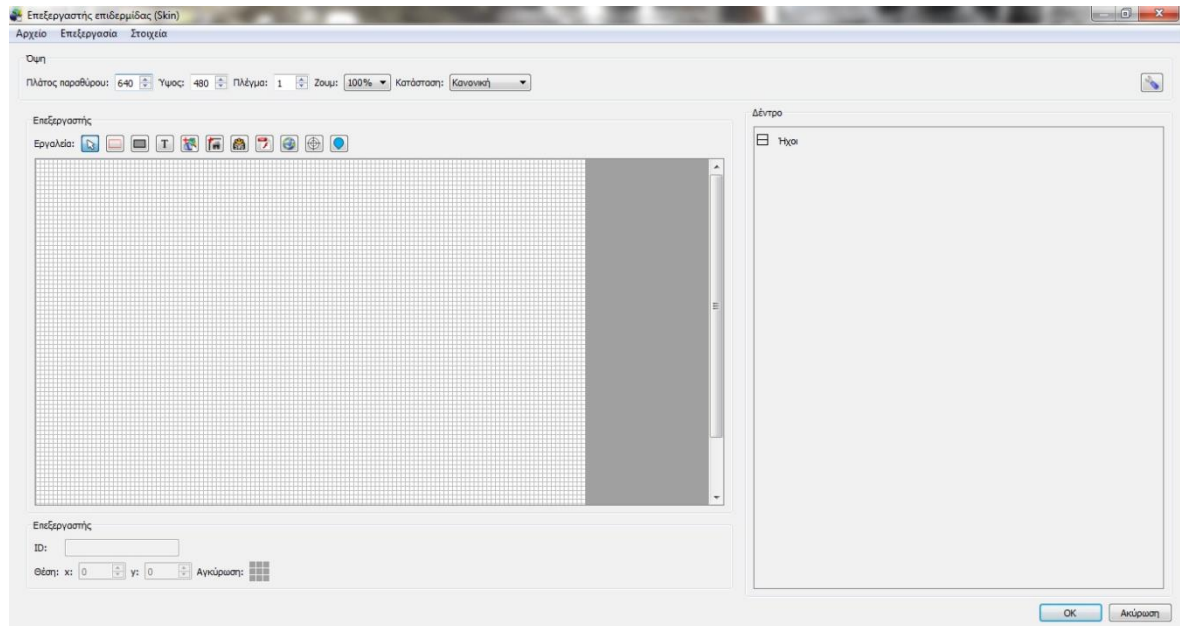 Επεξεργαστής επιδερμίδας (Skin)
Αρχείο Επεξεργασία Στοιχεία
Όψη
Πλάτος παραθύρου: 640 Ύψος: 480 Πλέγμα: 1 Ζουμ: 100% Κατάσταση: Κανονική
Επεξεργαστής
Εργαλεία: T
Δέντρο
Ήχοι
Επεξεργαστής
ID:
Θέση: x: 0 y: 0 Αγκύρωση:
OK Ακύρωση